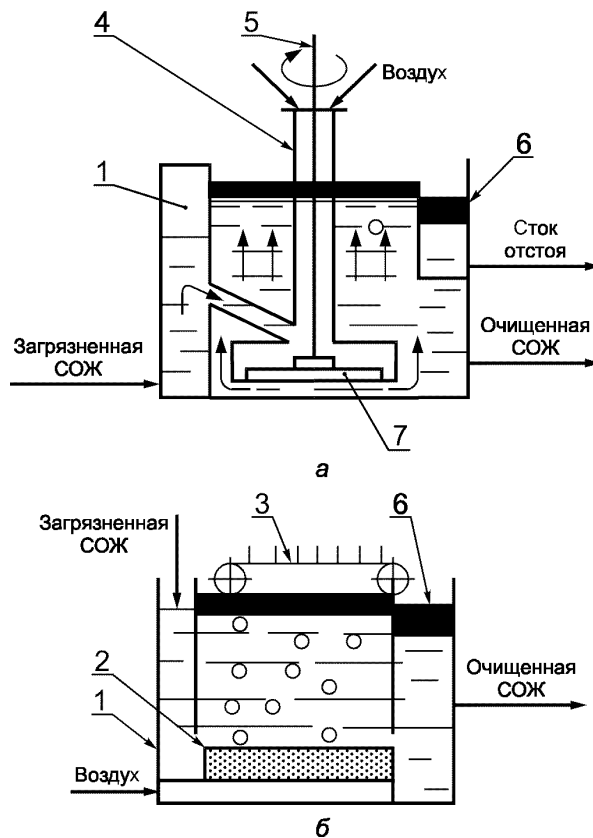 4
5
Воздух
1
6
Сток
отстоя
Загрязненная
СОЖ
Очищенная
СОЖ
7
а
Загрязненная
СОЖ
3
6
2
1
Очищенная
СОЖ
Воздух
б